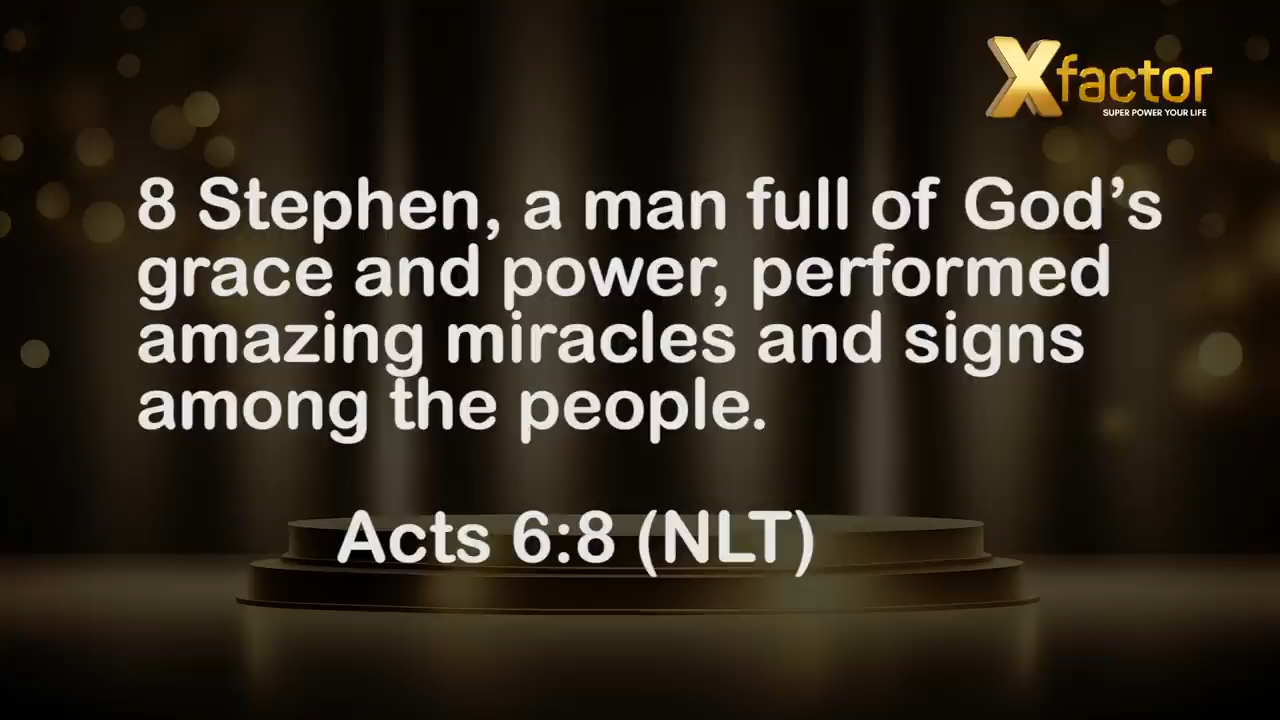 Xfactor
SUPER POWER YOUR LIFE
8 Stephen, a man full of God’s
grace and power, performed
amazing miracles and signs
among the people.
Acts 6:8 (NLT)